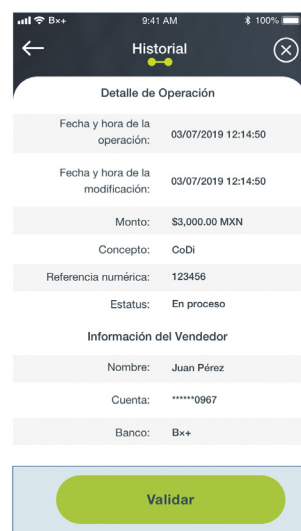 B×+ 9:41 AM 100%
Historial
Detalle de Operación
Fecha y hora de la
operación: 03/07/2019 12:14:50
Fecha y hora de la
modificación: 03/07/2019 12:14:50
Monto: $3,000.00 MXN
Concepto: CoDi
Referencia numérica: 123456
Estatus: En proceso
Información del Vendedor
Nombre: Juan Pérez
Cuenta: ******0967
Banco: B×+
Validar